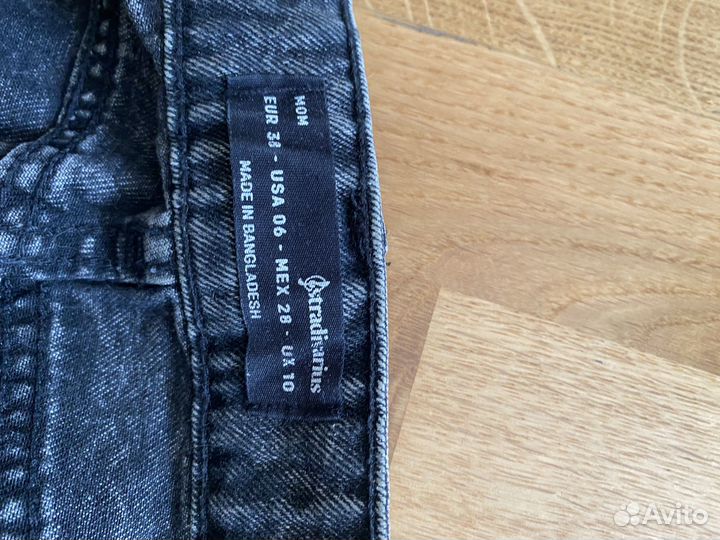 MOM
Stradivarius
EUR 38 - USA 06 - MEX 28 - UK 10
MADE IN BANGLADESH
Avito